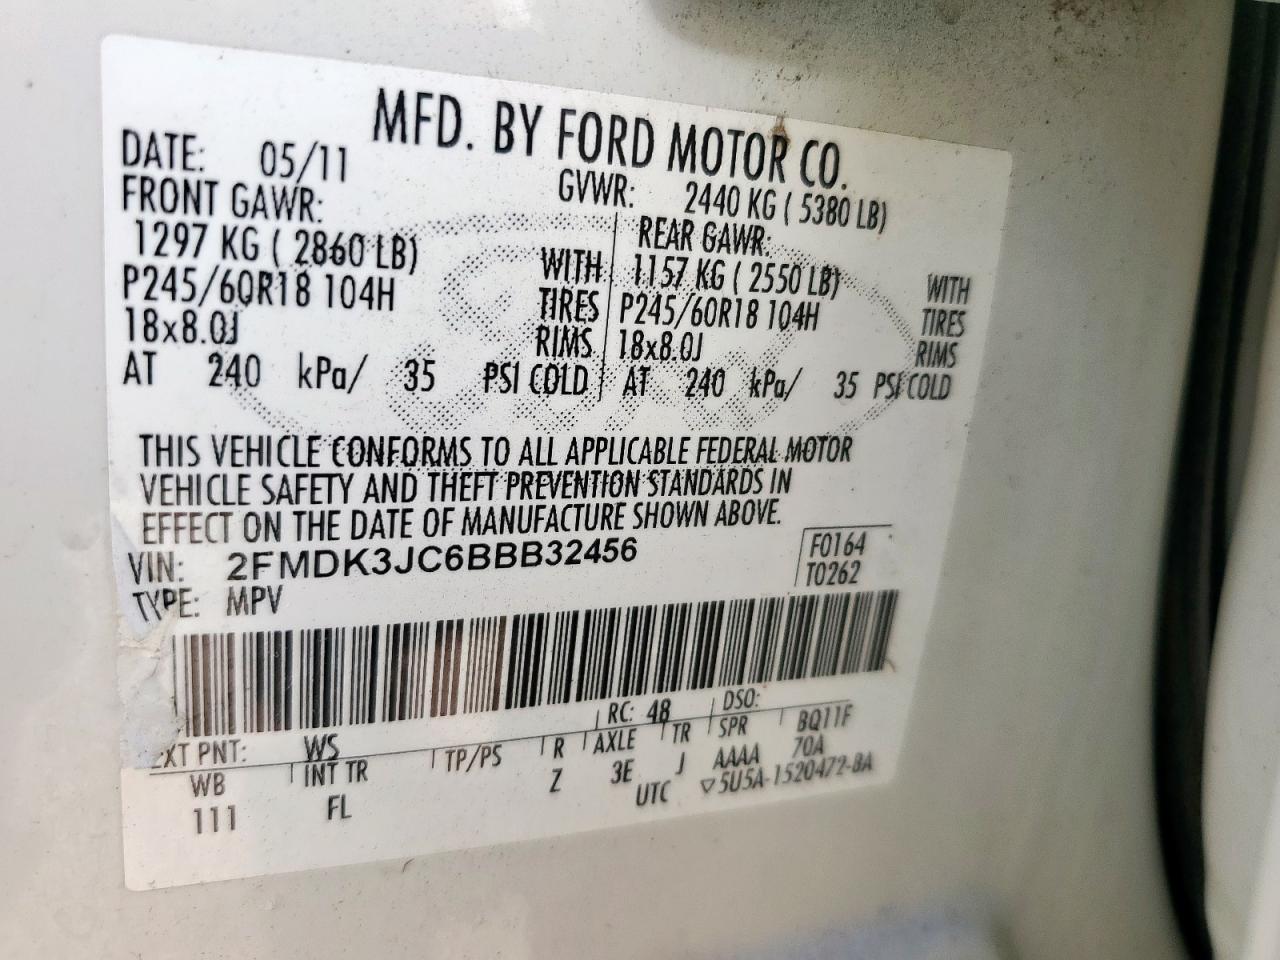 MFD. BY FORD MOTOR CO.
DATE: 05/11 GVWR: 2440 KG ( 5380 LB)
FRONT GAWR: REAR GAWR:
1297 KG ( 2860 LB) WITH 1157 KG ( 2550 LB) WITH
P245/60R18 104H TIRES P245/60R18 104H TIRES
18x8.0J RIMS 18x8.0J RIMS
AT 240 kPa/ 35 PSI COLD AT 240 kPa/ 35 PSI COLD
THIS VEHICLE CONFORMS TO ALL APPLICABLE FEDERAL MOTOR
VEHICLE SAFETY AND THEFT PREVENTION STANDARDS IN
EFFECT ON THE DATE OF MANUFACTURE SHOWN ABOVE.
VIN: 2FMDK3JC6BBB32456 F0164
TYPE: MPV T0262
EXT PNT: WS RC: 48 DSO:
WB INT TR TP/PS R AXLE TR SPR BQ11F
111 FL Z 3E J AAAA 70A
UTC ▽5U5A-1520472-BA